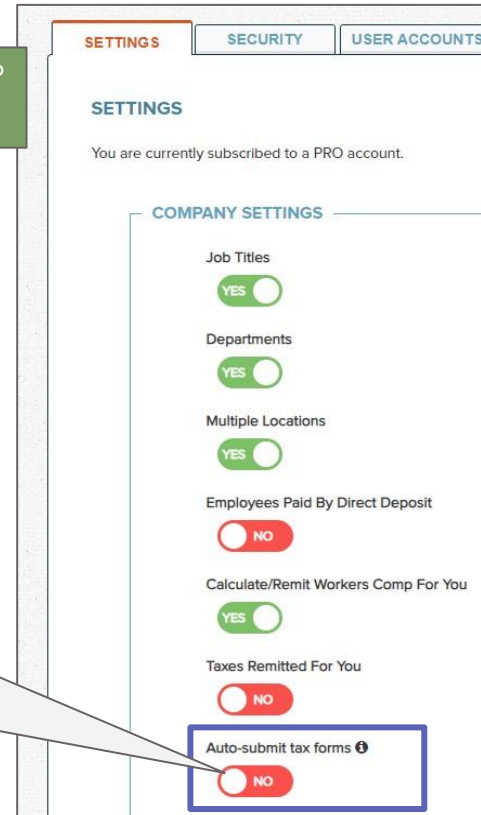 SETTINGS SECURITY USER ACCOUNTS
SETTINGS
You are currently subscribed to a PRO account.
COMPANY SETTINGS
Job Titles
YES
Departments
YES
Multiple Locations
YES
Employees Paid By Direct Deposit
NO
Calculate/Remit Workers Comp For You
YES
Taxes Remitted For You
NO
Auto-submit tax forms
NO